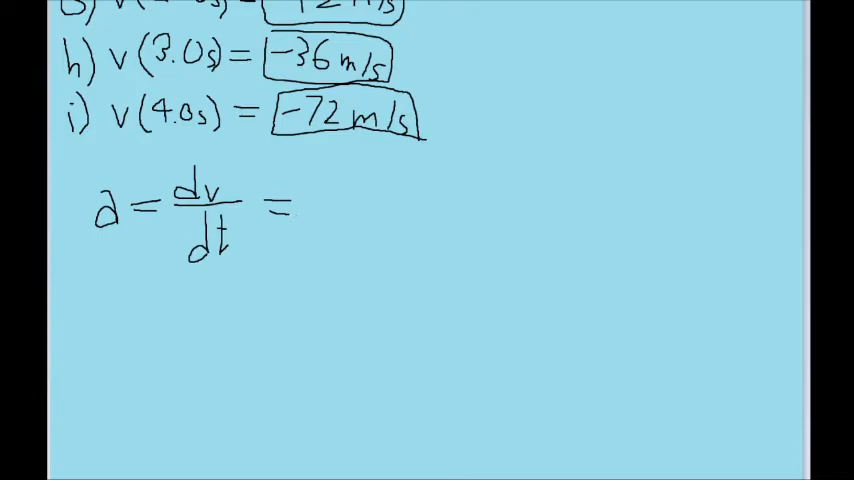 h) v(3.0s) = -36 m/s
i) v(4.0s) = -72 m/s
a = dv/dt =